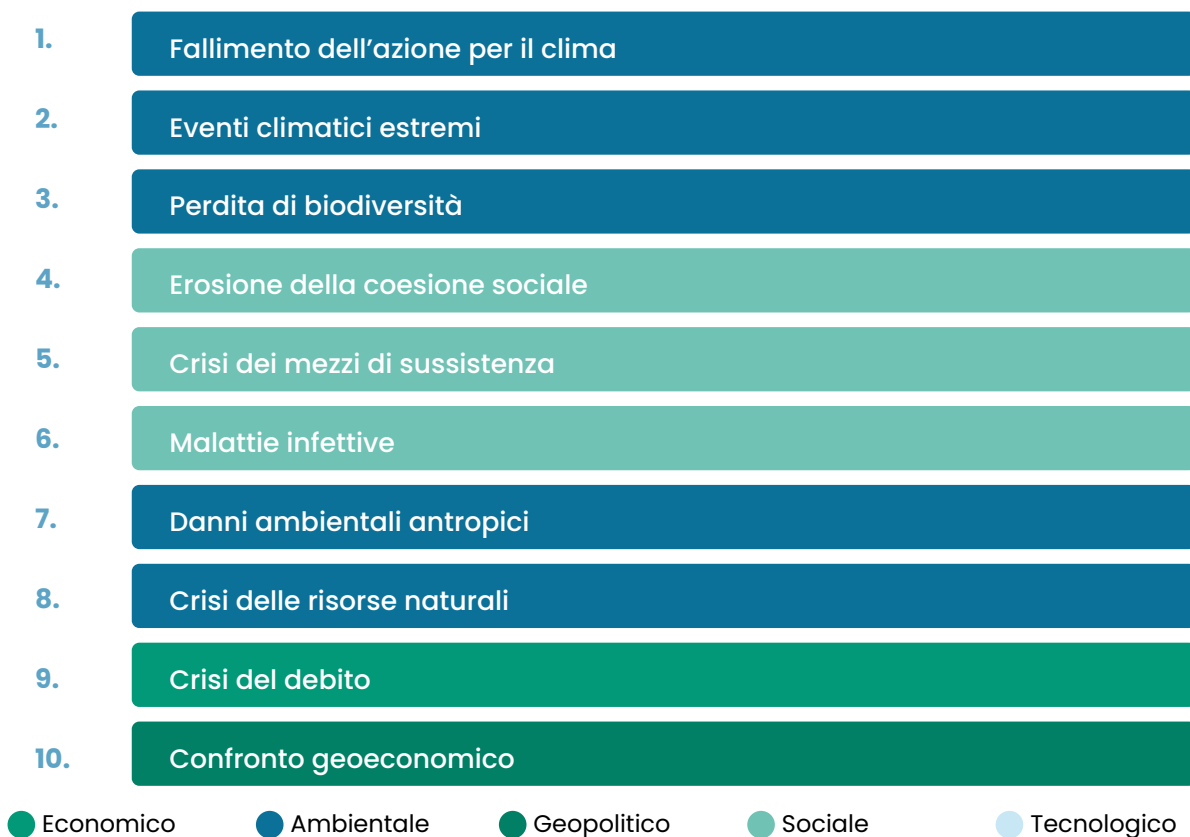 1. Fallimento dell’azione per il clima
2. Eventi climatici estremi
3. Perdita di biodiversità
4. Erosione della coesione sociale
5. Crisi dei mezzi di sussistenza
6. Malattie infettive
7. Danni ambientali antropici
8. Crisi delle risorse naturali
9. Crisi del debito
10. Confronto geoeconomico
Economico Ambientale Geopolitico Sociale Tecnologico